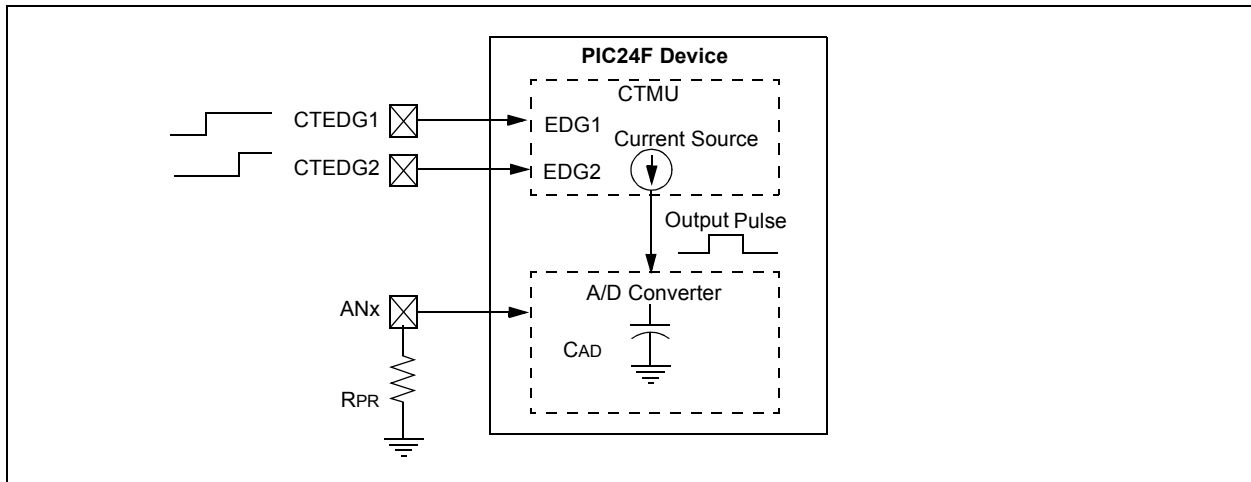 PIC24F Device
CTMU
CTEDG1
EDG1
Current Source
CTEDG2
EDG2
Output Pulse
A/D Converter
ANx
CAD
RPR